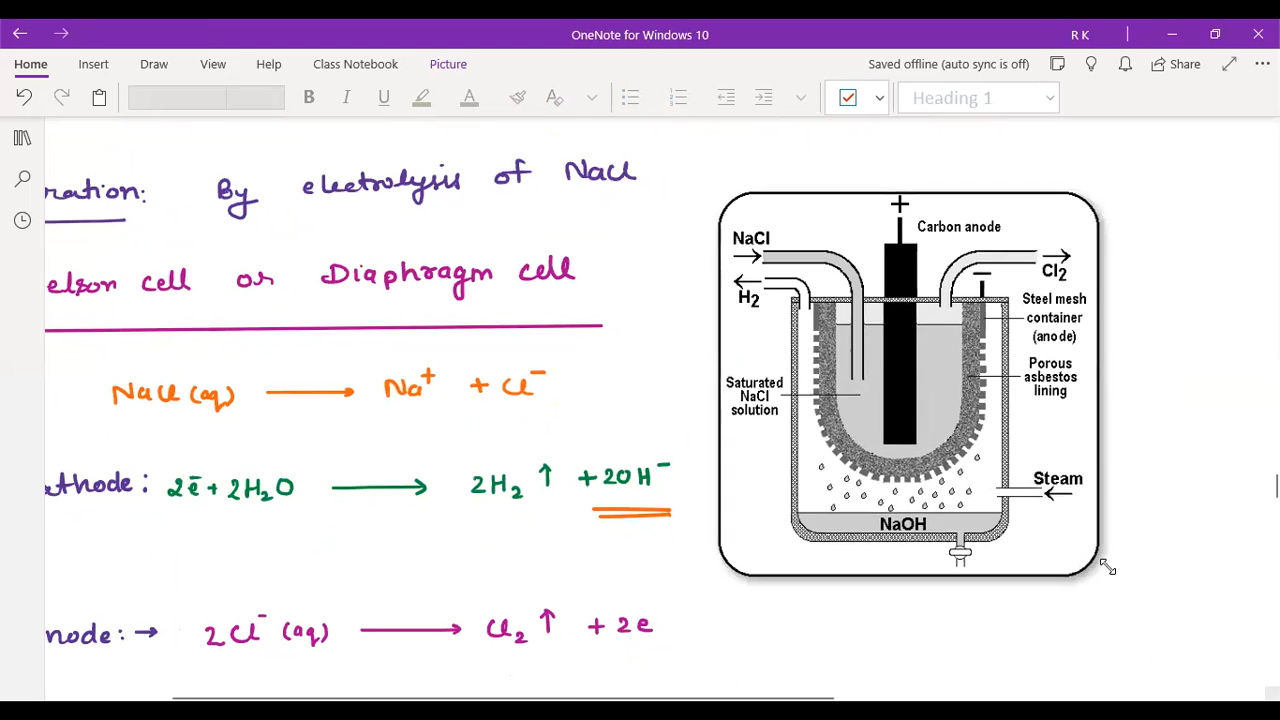 OneNote for Windows 10
R K
Home Insert Draw View Help Class Notebook Picture
Saved offline (auto sync is off)
Share
B I U A
Heading 1
ration: By electrolysis of NaCl
elson cell or Diaphragm cell
NaCl (aq) ⟶ Na⁺ + Cl⁻
athode: 2e⁻ + 2H₂O ⟶ 2H₂ ↑ + 2OH⁻
node: → 2Cl⁻ (aq) ⟶ Cl₂ ↑ + 2e
+
Carbon anode
NaCl
H2
Cl2
−
Steel mesh
container
(anode)
Porous
asbestos
lining
Saturated
NaCl
solution
Steam
NaOH